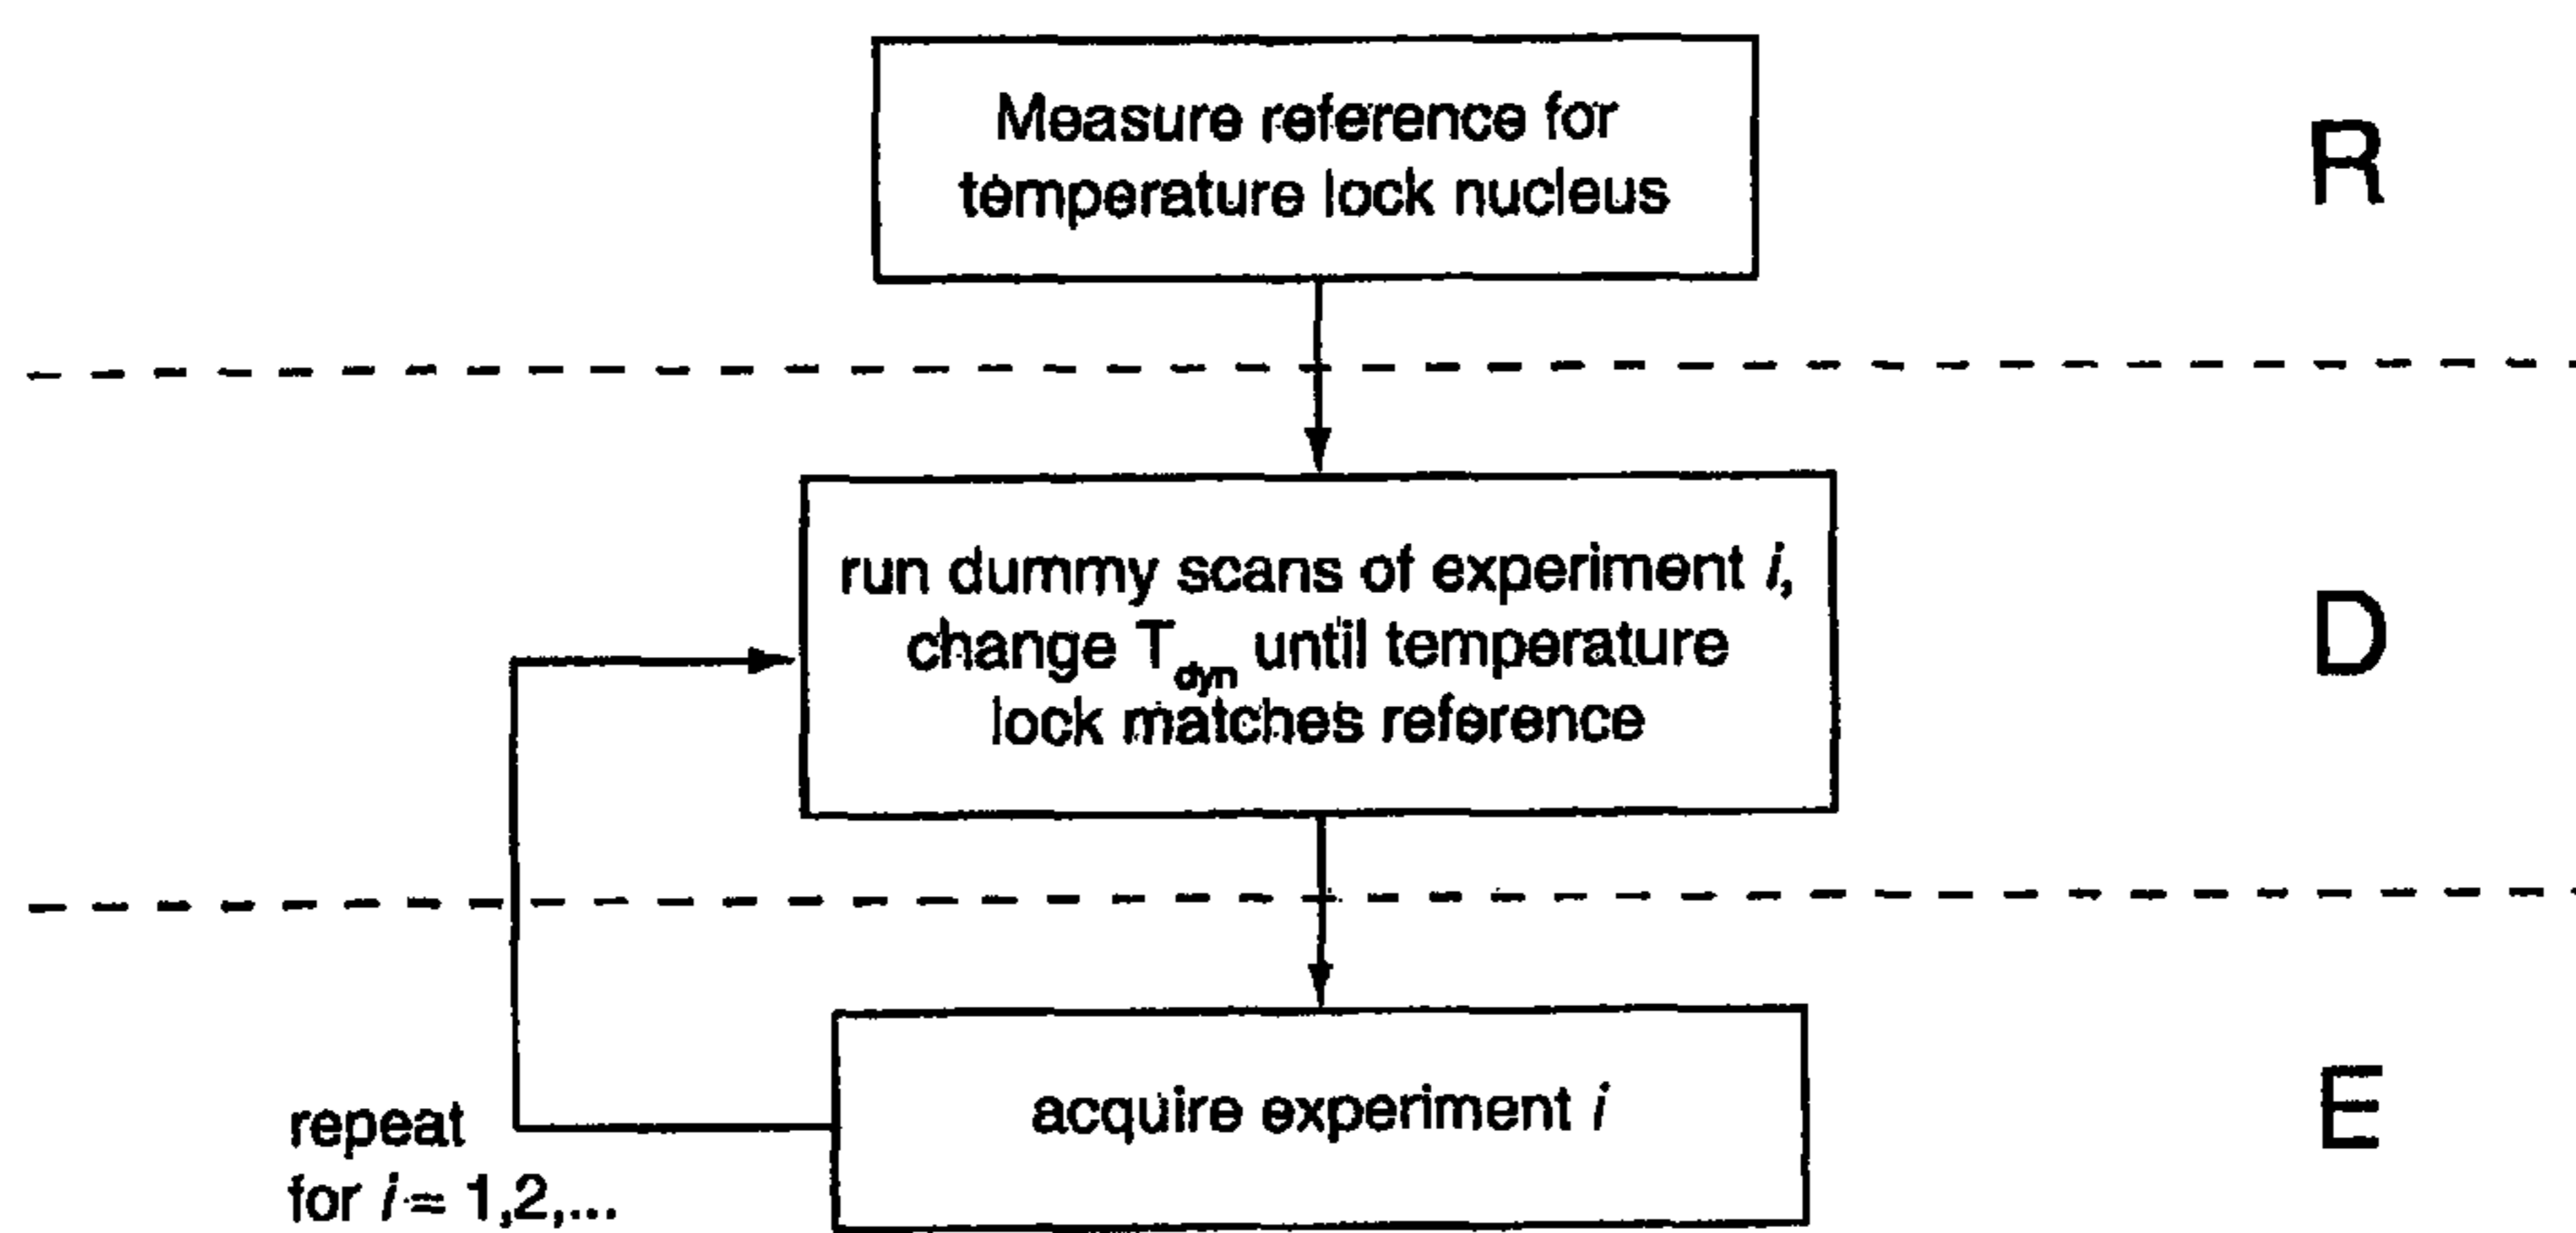 Measure reference for
temperature lock nucleus
R
run dummy scans of experiment i,
change Tdyn until temperature
lock matches reference
D
acquire experiment i
E
repeat
for i = 1,2,...